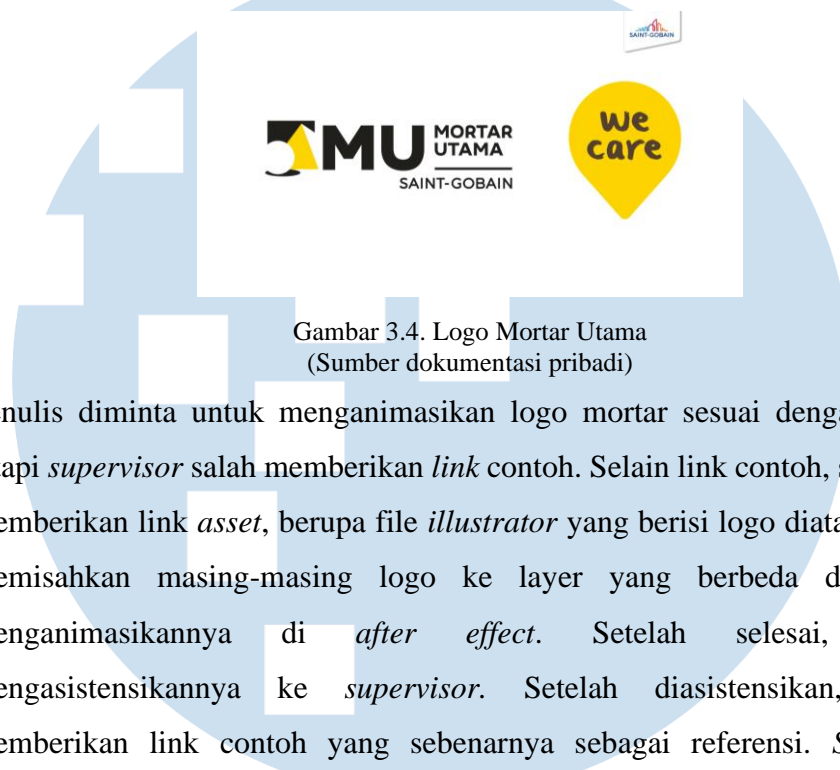 SAINT-GOBAIN
MU MORTAR
UTAMA
SAINT-GOBAIN
we
care
Gambar 3.4. Logo Mortar Utama
(Sumber dokumentasi pribadi)
enulis diminta untuk menganimasikan logo mortar sesuai denga
tapi supervisor salah memberikan link contoh. Selain link contoh, s
emberikan link asset, berupa file illustrator yang berisi logo diata
emisahkan masing-masing logo ke layer yang berbeda d
enganimasikannya di after effect. Setelah selesai,
engasistensikannya ke supervisor. Setelah diasistensikan,
emberikan link contoh yang sebenarnya sebagai referensi. S